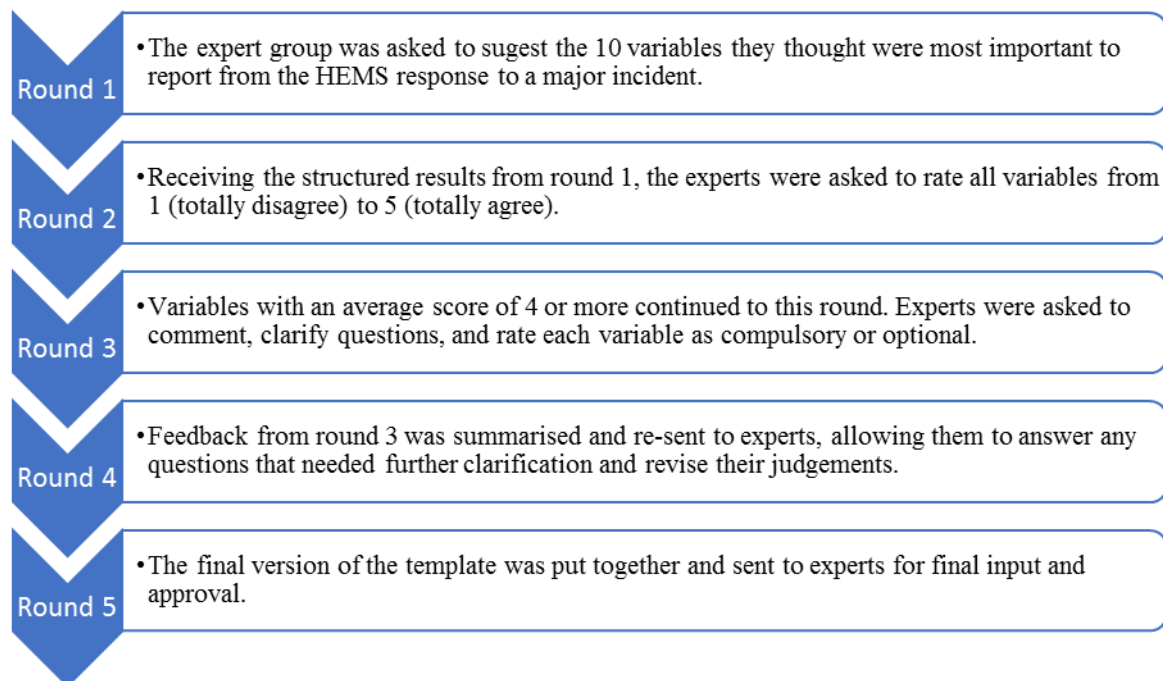 •The expert group was asked to sugest the 10 variables they thought were most important to
report from the HEMS response to a major incident.
Round 1
•Receiving the structured results from round 1, the experts were asked to rate all variables from
1 (totally disagree) to 5 (totally agree).
Round 2
•Variables with an average score of 4 or more continued to this round. Experts were asked to
comment, clarify questions, and rate each variable as compulsory or optional.
Round 3
•Feedback from round 3 was summarised and re-sent to experts, allowing them to answer any
questions that needed further clarification and revise their judgements.
Round 4
•The final version of the template was put together and sent to experts for final input and
approval.
Round 5